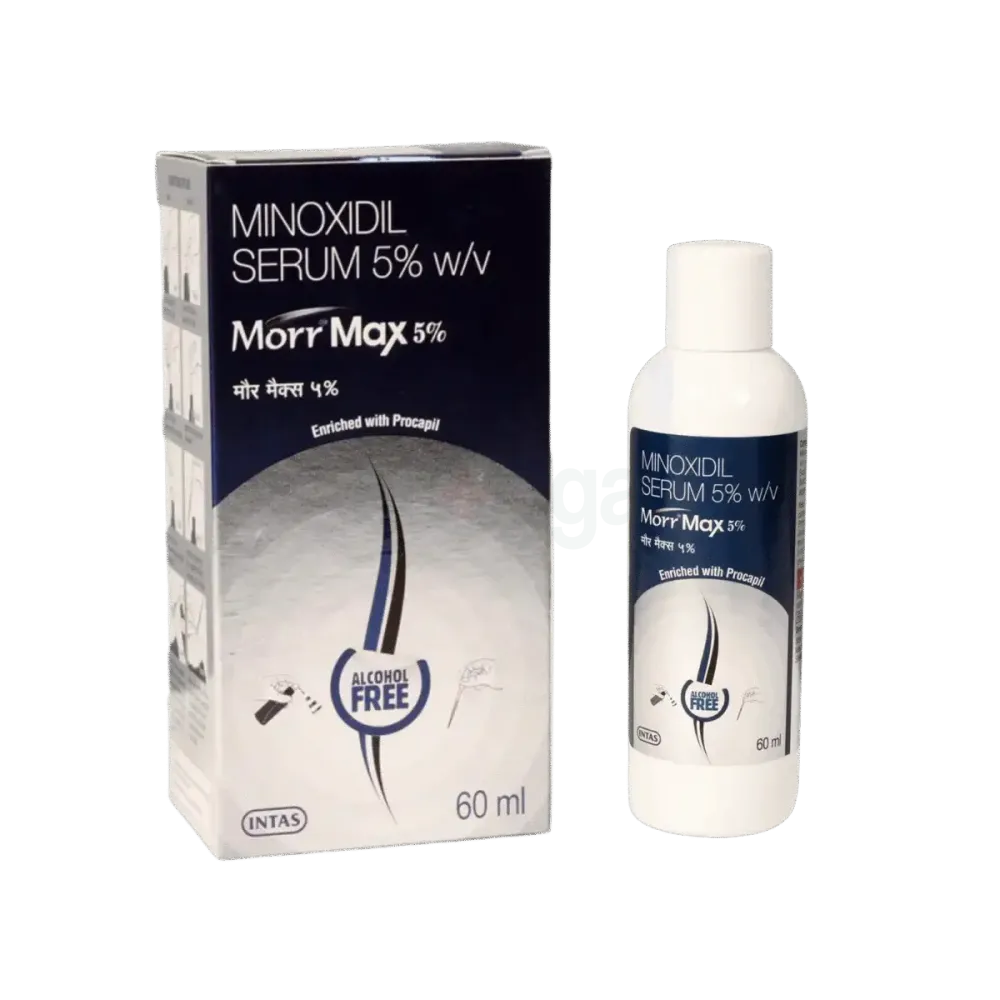 MINOXIDIL
SERUM 5% w/v
Morr Max 5%
मौर मैक्स ५%
Enriched with Procapil
ALCOHOL
FREE
INTAS
60 ml
MINOXIDIL
SERUM 5% w/v
Morr Max 5%
मौर मैक्स ५%
Enriched with Procapil
ALCOHOL
FREE
INTAS
60 ml